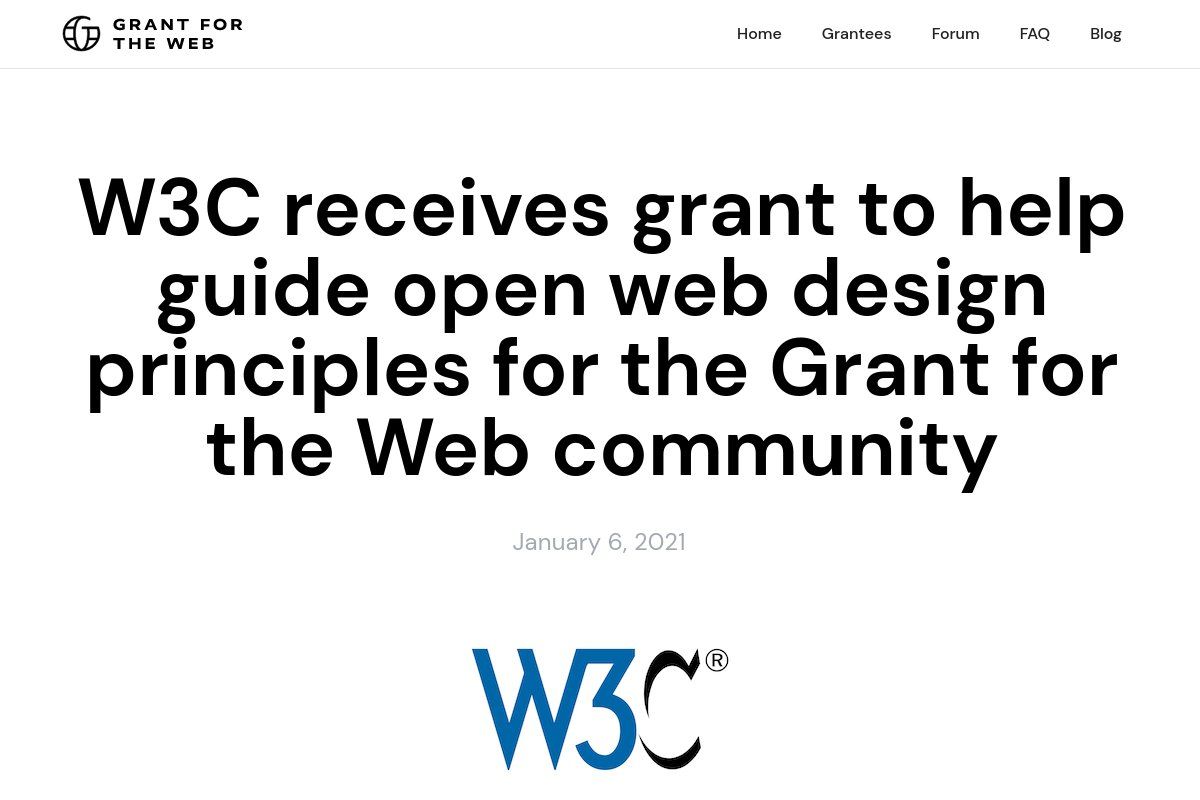 GRANT FOR
THE WEB
Home Grantees Forum FAQ Blog
W3C receives grant to help
guide open web design
principles for the Grant for
the Web community
January 6, 2021
W3C®